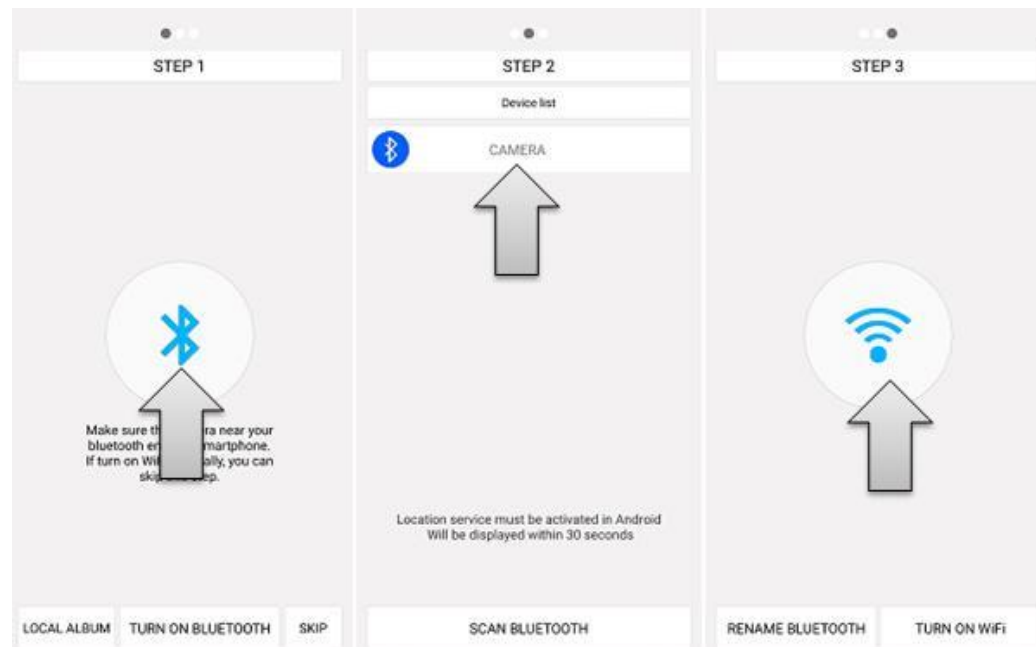 STEP 1
Make sure th ra near your
bluetooth en martphone.
If turn on Wi ally, you can
ski ep.
LOCAL ALBUM
TURN ON BLUETOOTH
SKIP
STEP 2
Device list
CAMERA
Location service must be activated in Android
Will be displayed within 30 seconds
SCAN BLUETOOTH
STEP 3
RENAME BLUETOOTH
TURN ON WiFi